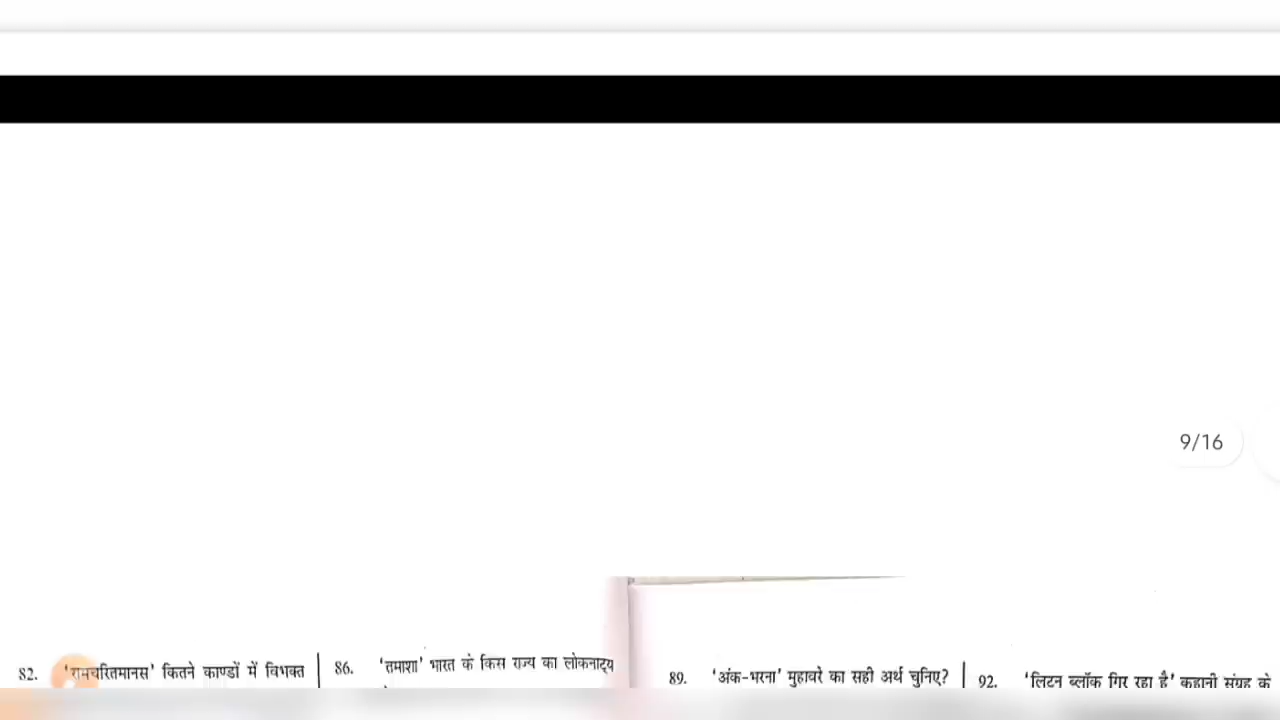 9/16
82. 'रामचरितमानस' कितने काण्डों में विभक्त
86. 'तमाशा' भारत के किस राज्य का लोकनाट्य
89. 'अंक-भरना' मुहावरे का सही अर्थ चुनिए?
92. 'लिटन ब्लॉक गिर रहा है' कहानी संग्रह के